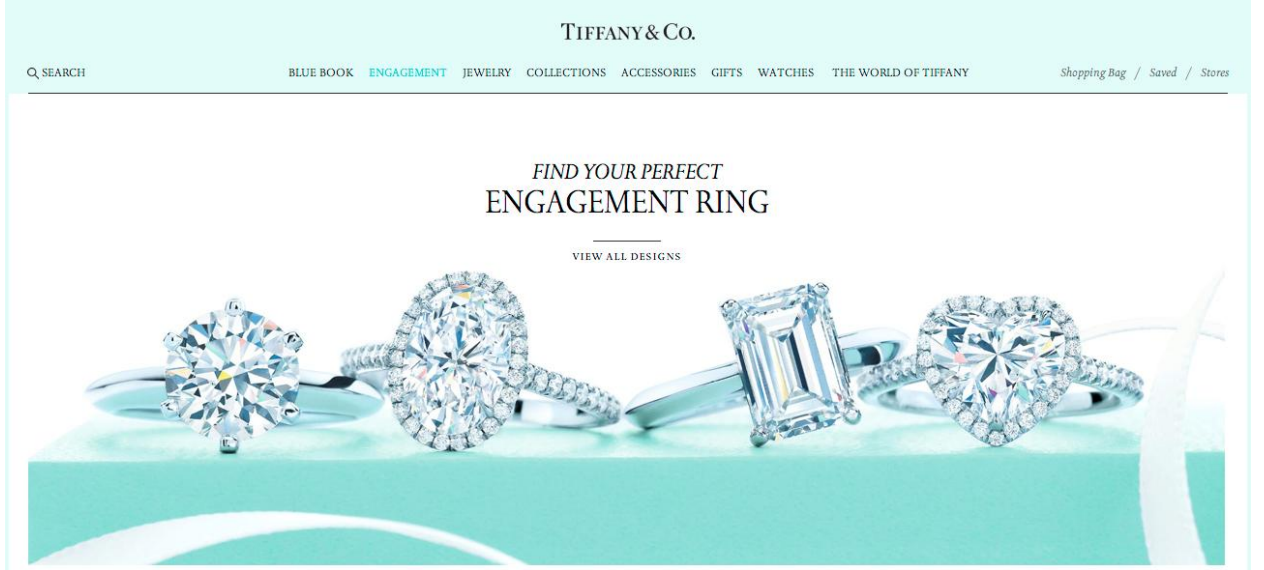 TIFFANY & CO.
SEARCH
BLUE BOOK ENGAGEMENT JEWELRY COLLECTIONS ACCESSORIES GIFTS WATCHES THE WORLD OF TIFFANY
Shopping Bag / Saved / Stores
FIND YOUR PERFECT
ENGAGEMENT RING
VIEW ALL DESIGNS